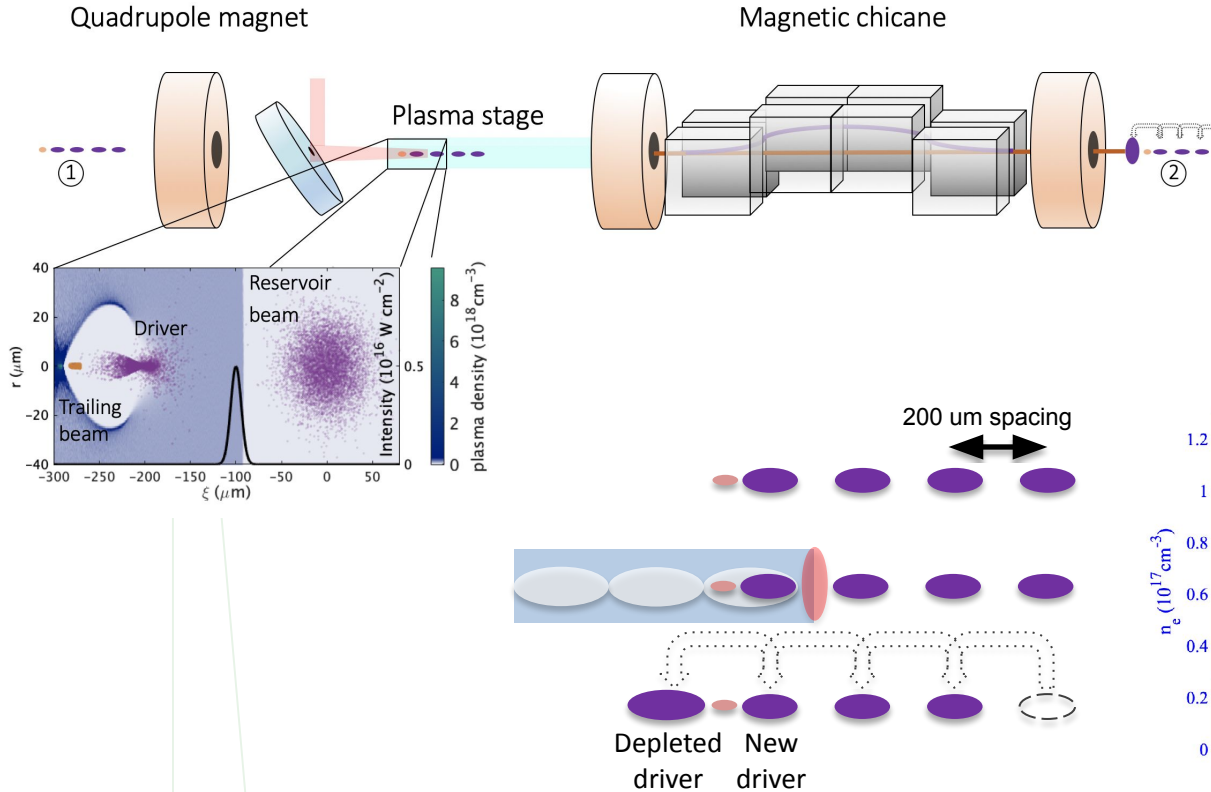 Quadrupole magnet
Magnetic chicane
Plasma stage
1
2
40
20
0
−20
−40
r (μm)
Driver
Trailing
beam
Reservoir
beam
−300 −250 −200 −150 −100 −50 0 50
ξ (μm)
Intensity (10¹⁶ W cm⁻²)
0.5
0
plasma density (10¹⁸cm⁻³)
8
6
4
2
0
200 um spacing
Depleted
driver
New
driver
1.2
1
0.8
0.6
0.4
0.2
0
nₑ (10¹⁷cm⁻³)